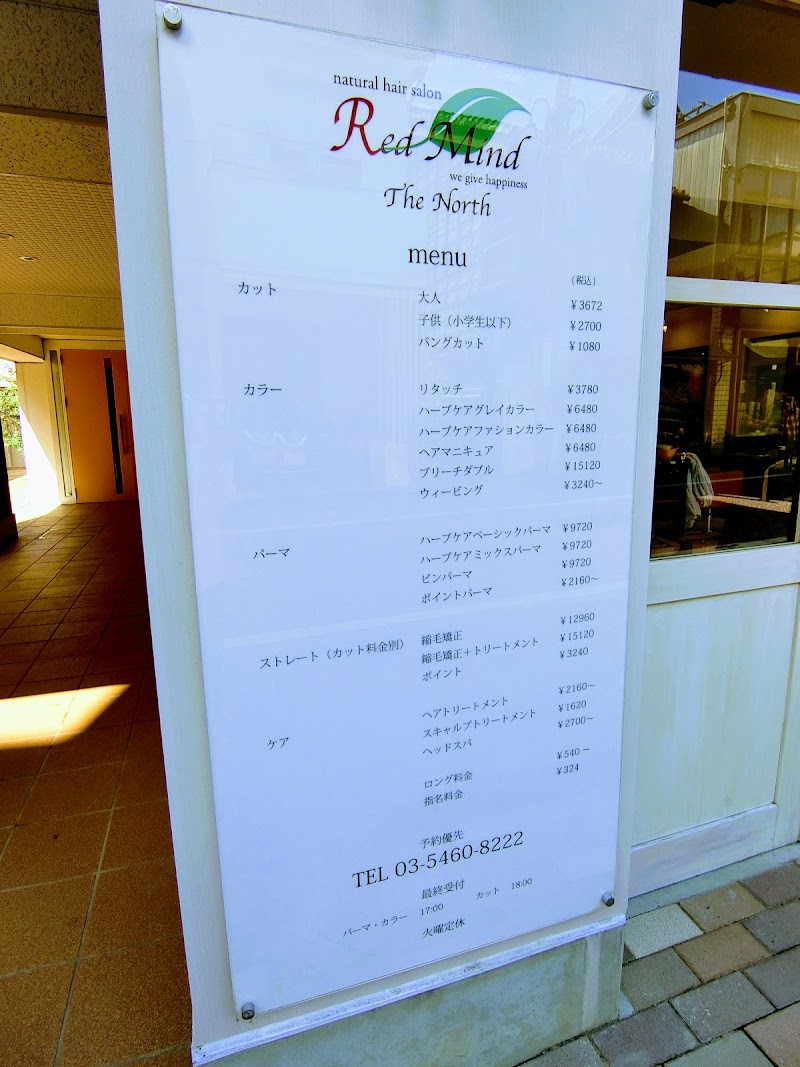 natural hair salon
Red Mind
we give happiness
The North
menu
(税込)
カット 大人 ¥3672
子供（小学生以下） ¥2700
バングカット ¥1080
カラー リタッチ ¥3780
ハーブケアグレイカラー ¥6480
ハーブケアファションカラー ¥6480
ヘアマニキュア ¥6480
ブリーチダブル ¥15120
ウィービング ¥3240～
パーマ ハーブケアベーシックパーマ ¥9720
ハーブケアミックスパーマ ¥9720
ピンパーマ ¥9720
ポイントパーマ ¥2160～
ストレート（カット料金別） 縮毛矯正 ¥12960
縮毛矯正＋トリートメント ¥15120
ポイント ¥3240
ケア ヘアトリートメント ¥2160～
スキャルプトリートメント ¥1620
ヘッドスパ ¥2700～
ロング料金 ¥540～
指名料金 ¥324
予約優先
TEL 03-5460-8222
最終受付
パーマ・カラー 17:00 カット 18:00
火曜定休